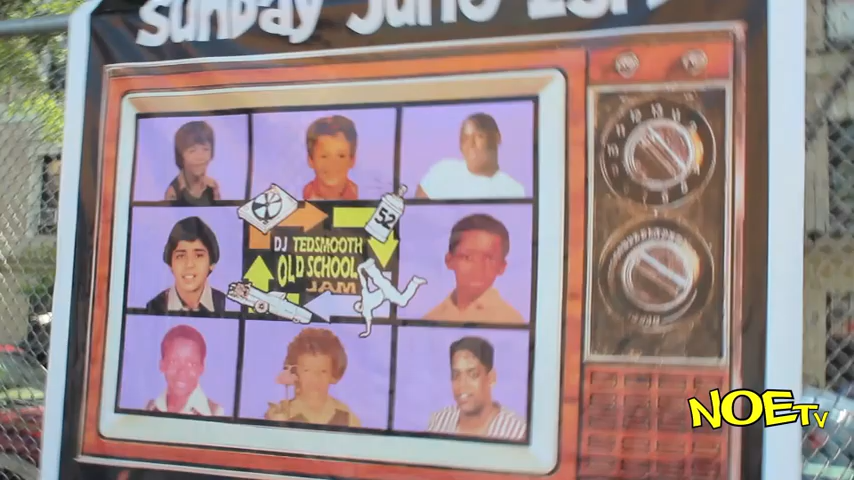 Sunday June
DJ TEDSMOOTH
OLD SCHOOL
JAM
52
NOETV